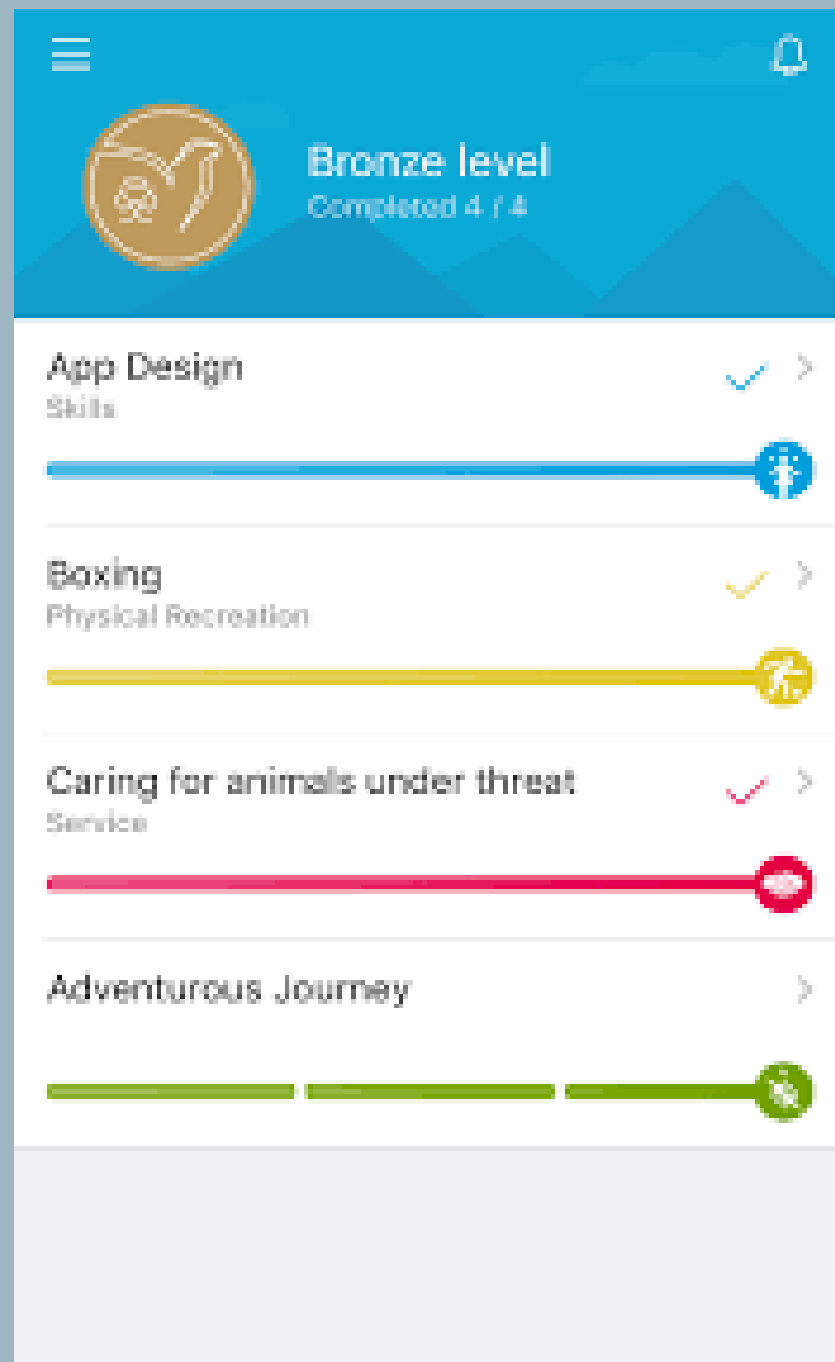 Bronze level
Completed 4 / 4
App Design
Skills
Boxing
Physical Recreation
Caring for animals under threat
Service
Adventurous Journey